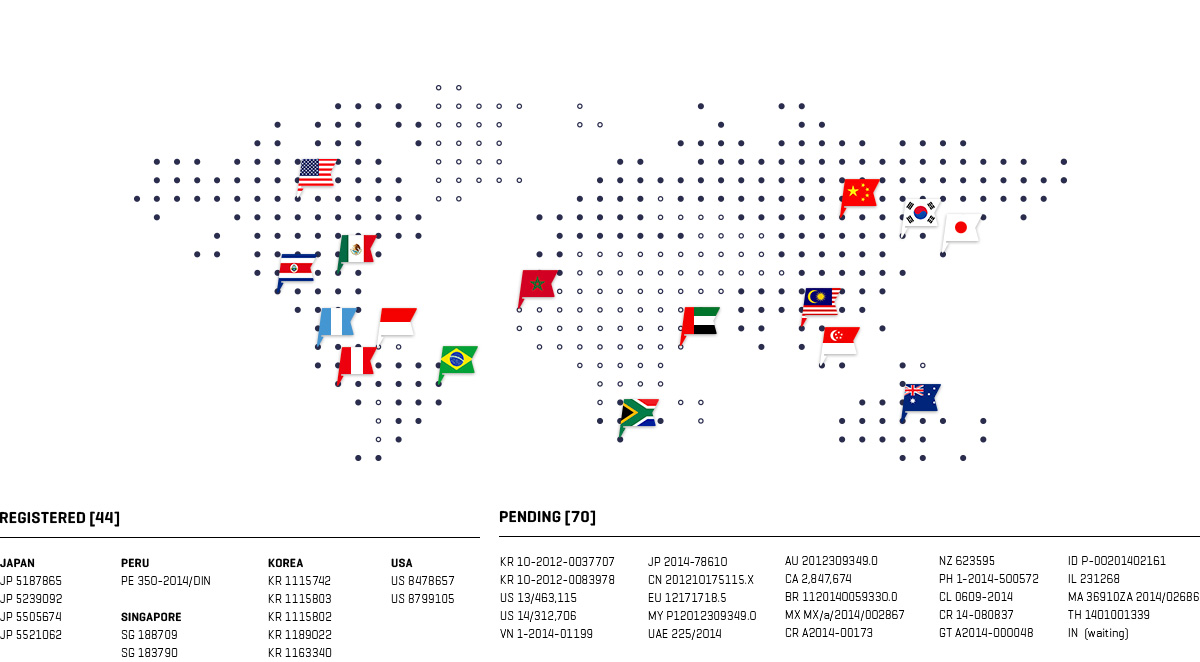 REGISTERED [44]
JAPAN
JP 5187865
JP 5239092
JP 5505674
JP 5521062
PERU
PE 350-2014/DIN
SINGAPORE
SG 188709
SG 183790
KOREA
KR 1115742
KR 1115803
KR 1115802
KR 1189022
KR 1163340
USA
US 8478657
US 8799105
PENDING [70]
KR 10-2012-0037707
KR 10-2012-0083978
US 13/463,115
US 14/312,706
VN 1-2014-01199
JP 2014-78610
CN 201210175115.X
EU 12171718.5
MY P12012309349.0
UAE 225/2014
AU 2012309349.0
CA 2,847,674
BR 1120140059330.0
MX MX/a/2014/002867
CR A2014-00173
NZ 623595
PH 1-2014-500572
CL 0609-2014
CR 14-080837
GT A2014-000048
ID P-00201402161
IL 231268
MA 36910ZA 2014/02686
TH 1401001339
IN (waiting)